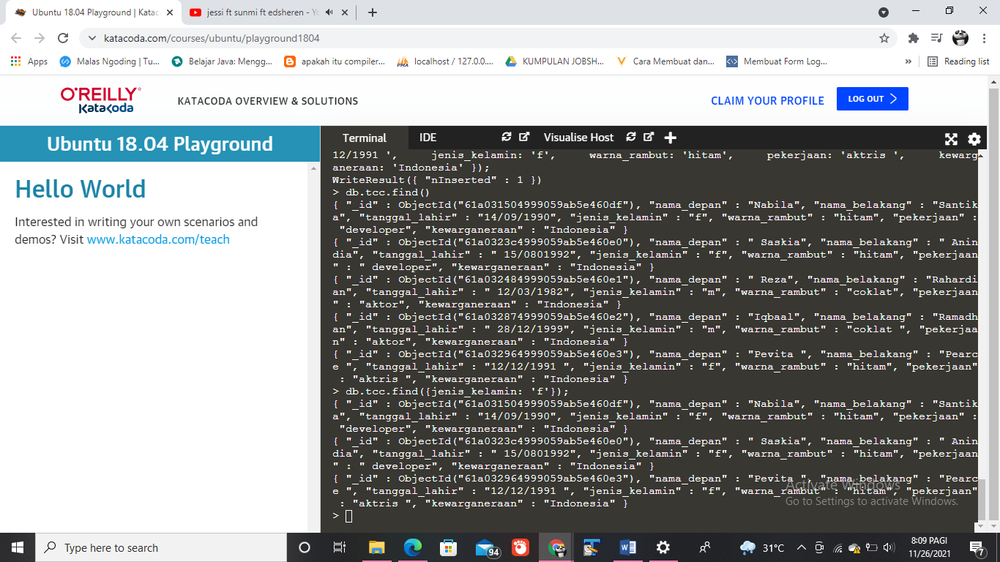 Ubuntu 18.04 Playground | Katac
jessi ft sunmi ft edsheren - Yo
katacoda.com/courses/ubuntu/playground1804
Apps
Malas Ngoding | Tu...
Belajar Java: Mengg...
apakah itu compiler...
localhost / 127.0.0....
KUMPULAN JOBSH...
Cara Membuat dan...
Membuat Form Log...
»
Reading list
O'REILLY
Katacoda
KATACODA OVERVIEW & SOLUTIONS
CLAIM YOUR PROFILE
LOG OUT
Ubuntu 18.04 Playground
Hello World
Interested in writing your own scenarios and
demos? Visit www.katacoda.com/teach
Terminal
IDE
Visualise Host
12/1991 ',     jenis_kelamin: 'f',     warna_rambut: 'hitam',     pekerjaan: 'aktris ',     kewarg
aneraan: 'Indonesia' });
WriteResult({ "nInserted" : 1 })
> db.tcc.find()
{ "_id" : ObjectId("61a031504999059ab5e460df"), "nama_depan" : "Nabila", "nama_belakang" : "Santik
a", "tanggal_lahir" : "14/09/1990", "jenis_kelamin" : "f", "warna_rambut" : "hitam", "pekerjaan" :
"developer", "kewarganeraan" : "Indonesia" }
{ "_id" : ObjectId("61a0323c4999059ab5e460e0"), "nama_depan" : " Saskia", "nama_belakang" : " Anin
dia", "tanggal_lahir" : " 15/0801992", "jenis_kelamin" : "f", "warna_rambut" : "hitam", "pekerjaan
" : " developer", "kewarganeraan" : "Indonesia" }
{ "_id" : ObjectId("61a032484999059ab5e460e1"), "nama_depan" : " Reza", "nama_belakang" : "Rahardi
an", "tanggal_lahir" : " 12/03/1982", "jenis_kelamin" : "m", "warna_rambut" : "coklat", "pekerjaan
" : "aktor", "kewarganeraan" : "Indonesia" }
{ "_id" : ObjectId("61a032874999059ab5e460e2"), "nama_depan" : "Iqbaal", "nama_belakang" : "Ramadh
an", "tanggal_lahir" : " 28/12/1999", "jenis_kelamin" : "m", "warna_rambut" : "coklat ", "pekerjaa
n" : "aktor", "kewarganeraan" : "Indonesia" }
{ "_id" : ObjectId("61a032964999059ab5e460e3"), "nama_depan" : "Pevita ", "nama_belakang" : "Pearc
e ", "tanggal_lahir" : "12/12/1991 ", "jenis_kelamin" : "f", "warna_rambut" : "hitam", "pekerjaan"
: "aktris ", "kewarganeraan" : "Indonesia" }
> db.tcc.find({jenis_kelamin: 'f'});
{ "_id" : ObjectId("61a031504999059ab5e460df"), "nama_depan" : "Nabila", "nama_belakang" : "Santik
a", "tanggal_lahir" : "14/09/1990", "jenis_kelamin" : "f", "warna_rambut" : "hitam", "pekerjaan" :
"developer", "kewarganeraan" : "Indonesia" }
{ "_id" : ObjectId("61a0323c4999059ab5e460e0"), "nama_depan" : " Saskia", "nama_belakang" : " Anin
dia", "tanggal_lahir" : " 15/0801992", "jenis_kelamin" : "f", "warna_rambut" : "hitam", "pekerjaan
" : " developer", "kewarganeraan" : "Indonesia" }
{ "_id" : ObjectId("61a032964999059ab5e460e3"), "nama_depan" : "Pevita ", "nama_belakang" : "Pearc
e ", "tanggal_lahir" : "12/12/1991 ", "jenis_kelamin" : "f", "warna_rambut" : "hitam", "pekerjaan"
: "aktris ", "kewarganeraan" : "Indonesia" }
>
Activate Windows
Go to Settings to activate Windows.
Type here to search
94
31°C
8:09 PAGI
11/26/2021
7